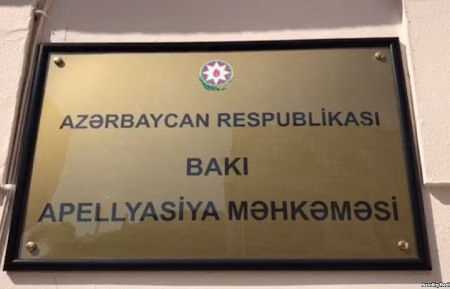 AZƏRBAYCAN RESPUBLİKASI
BAKI
APELLYASİYA MƏHKƏMƏSİ